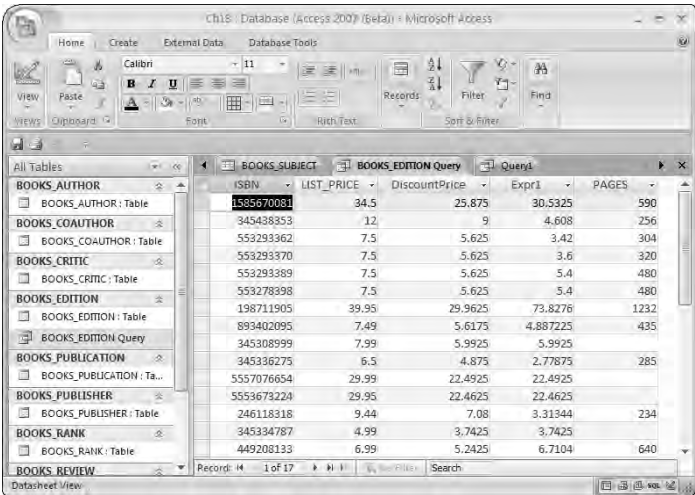 Ch18 : Database (Access 2007 (Beta)) - Microsoft Access
Home Create External Data Database Tools
Calibri 11
View Paste B I U Records Filter Find
Views Clipboard Font Rich Text Sort & Filter
All Tables BOOKS_SUBJECT BOOKS_EDITION Query Query1
BOOKS_AUTHOR
BOOKS_AUTHOR : Table
BOOKS_COAUTHOR
BOOKS_COAUTHOR : Table
BOOKS_CRITIC
BOOKS_CRITIC : Table
BOOKS_EDITION
BOOKS_EDITION : Table
BOOKS_EDITION Query
BOOKS_PUBLICATION
BOOKS_PUBLICATION : Ta...
BOOKS_PUBLISHER
BOOKS_PUBLISHER : Table
BOOKS_RANK
BOOKS_RANK : Table
BOOKS_REVIEW
ISBN LIST_PRICE DiscountPrice Expr1 PAGES
1585670081 34.5 25.875 30.5325 590
345438353 12 9 4.608 256
553293362 7.5 5.625 3.42 304
553293370 7.5 5.625 3.6 320
553293389 7.5 5.625 5.4 480
553278398 7.5 5.625 5.4 480
198711905 39.95 29.9625 73.8276 1232
893402095 7.49 5.6175 4.887225 435
345308999 7.99 5.9925 5.9925
345336275 6.5 4.875 2.77875 285
5557076654 29.99 22.4925 22.4925
5553673224 29.95 22.4625 22.4625
246118318 9.44 7.08 3.31344 234
345334787 4.99 3.7425 3.7425
449208133 6.99 5.2425 6.7104 640
Record: 1 of 17 No Filter Search
Datasheet View SQL